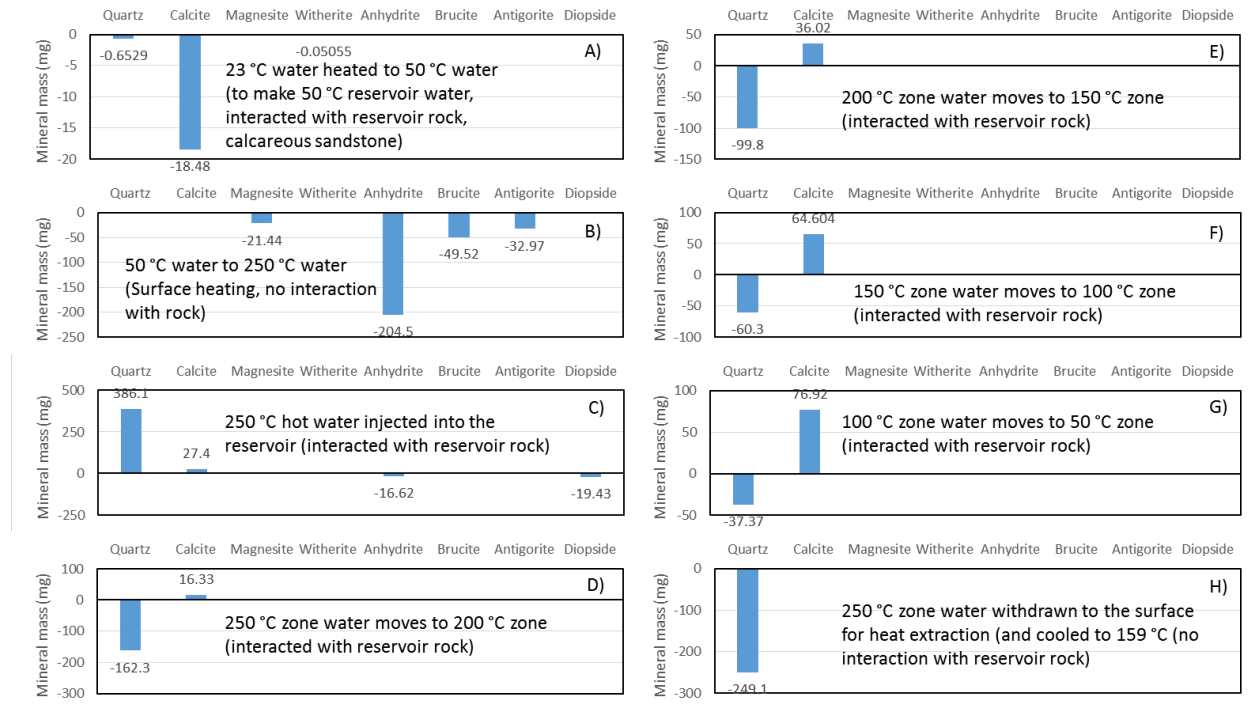 Quartz Calcite Magnesite Witherite Anhydrite Brucite Antigorite Diopside
Mineral mass (mg)
0
-5
-10
-15
-20
-0.6529
-18.48
-0.05055
A)
23 °C water heated to 50 °C water
(to make 50 °C reservoir water,
interacted with reservoir rock,
calcareous sandstone)
Quartz Calcite Magnesite Witherite Anhydrite Brucite Antigorite Diopside
Mineral mass (mg)
0
-50
-100
-150
-200
-250
-21.44
-204.5
-49.52
-32.97
B)
50 °C water to 250 °C water
(Surface heating, no interaction
with rock)
Quartz Calcite Magnesite Witherite Anhydrite Brucite Antigorite Diopside
Mineral mass (mg)
500
250
0
-250
386.1
27.4
-16.62
-19.43
C)
250 °C hot water injected into the
reservoir (interacted with reservoir rock)
Quartz Calcite Magnesite Witherite Anhydrite Brucite Antigorite Diopside
Mineral mass (mg)
100
0
-100
-200
-300
-162.3
16.33
D)
250 °C zone water moves to 200 °C zone
(interacted with reservoir rock)
Quartz Calcite Magnesite Witherite Anhydrite Brucite Antigorite Diopside
Mineral mass (mg)
50
0
-50
-100
-150
-99.8
36.02
E)
200 °C zone water moves to 150 °C zone
(interacted with reservoir rock)
Quartz Calcite Magnesite Witherite Anhydrite Brucite Antigorite Diopside
Mineral mass (mg)
100
50
0
-50
-100
-60.3
64.604
F)
150 °C zone water moves to 100 °C zone
(interacted with reservoir rock)
Quartz Calcite Magnesite Witherite Anhydrite Brucite Antigorite Diopside
Mineral mass (mg)
100
50
0
-50
-37.37
76.92
G)
100 °C zone water moves to 50 °C zone
(interacted with reservoir rock)
Quartz Calcite Magnesite Witherite Anhydrite Brucite Antigorite Diopside
Mineral mass (mg)
0
-100
-200
-300
-249.1
H)
250 °C zone water withdrawn to the surface
for heat extraction (and cooled to 159 °C (no
interaction with reservoir rock)